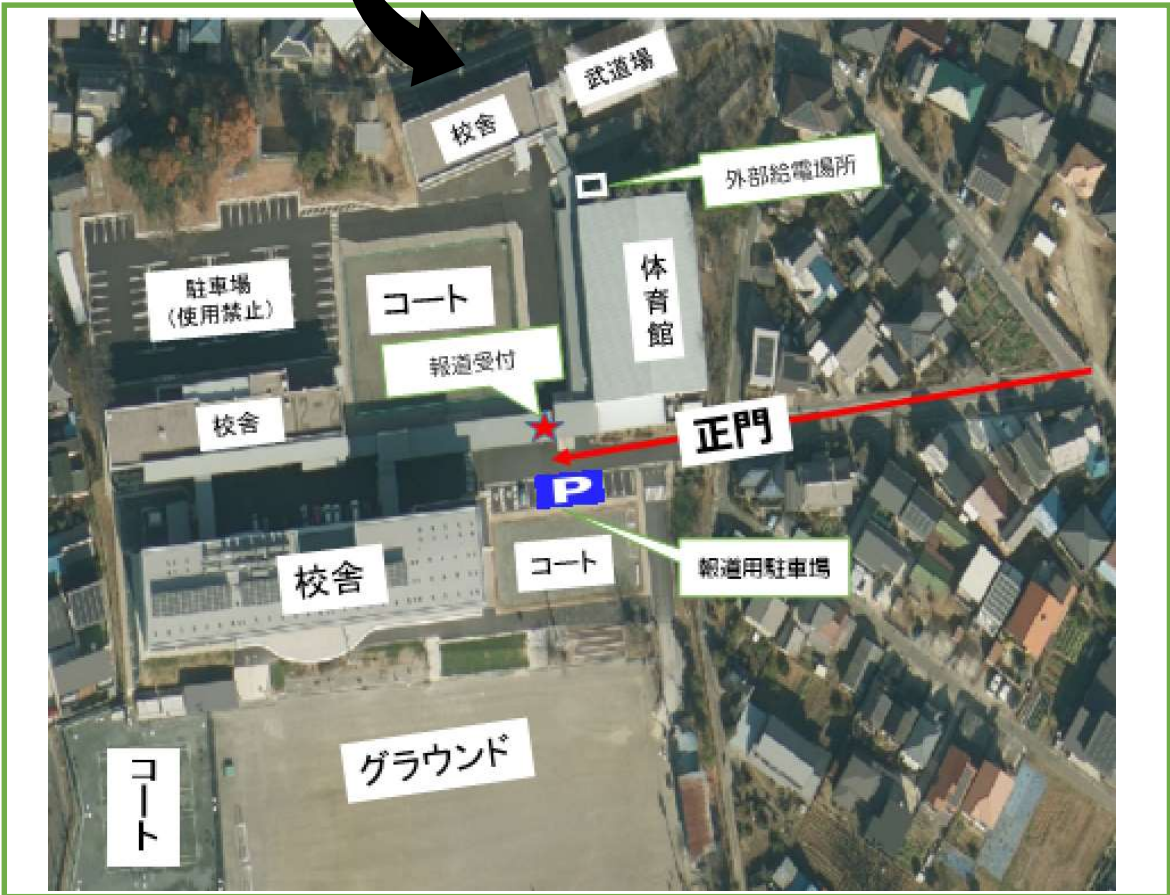 武道場
校舎
外部給電場所
体育館
駐車場
(使用禁止)
コート
報道受付
校舎
正門
P
校舎
コート
報道用駐車場
グラウンド
コート